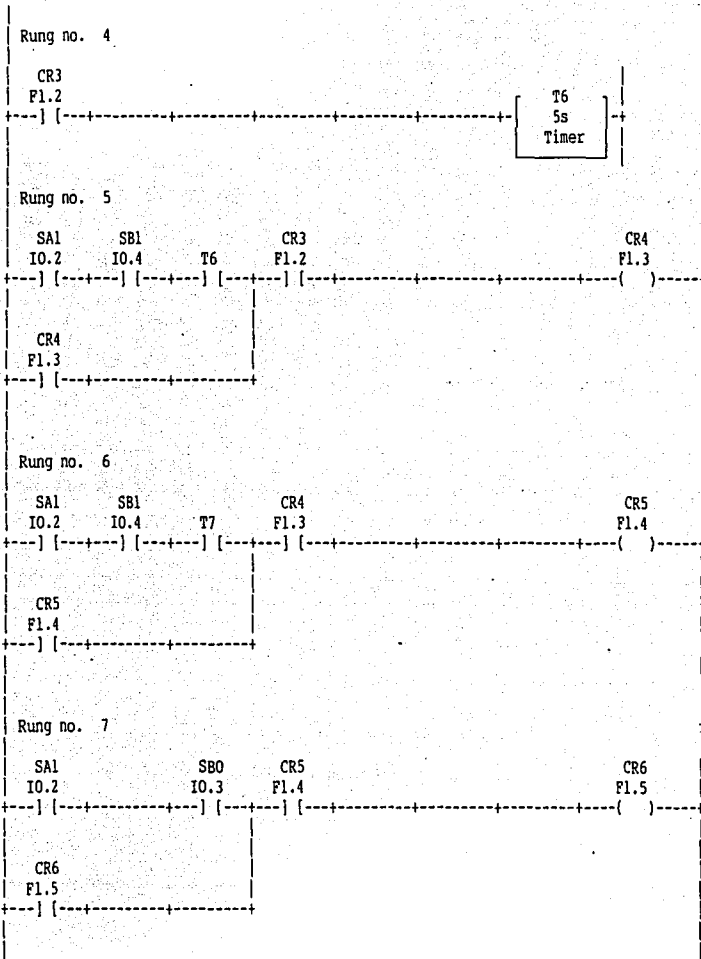 Rung no. 4
CR3
F1.2
T6
5s
Timer
Rung no. 5
SA1 SB1 CR3 CR4
I0.2 I0.4 T6 F1.2 F1.3
CR4
F1.3
Rung no. 6
SA1 SB1 CR4 CR5
I0.2 I0.4 T7 F1.3 F1.4
CR5
F1.4
Rung no. 7
SA1 SB0 CR5 CR6
I0.2 I0.3 F1.4 F1.5
CR6
F1.5